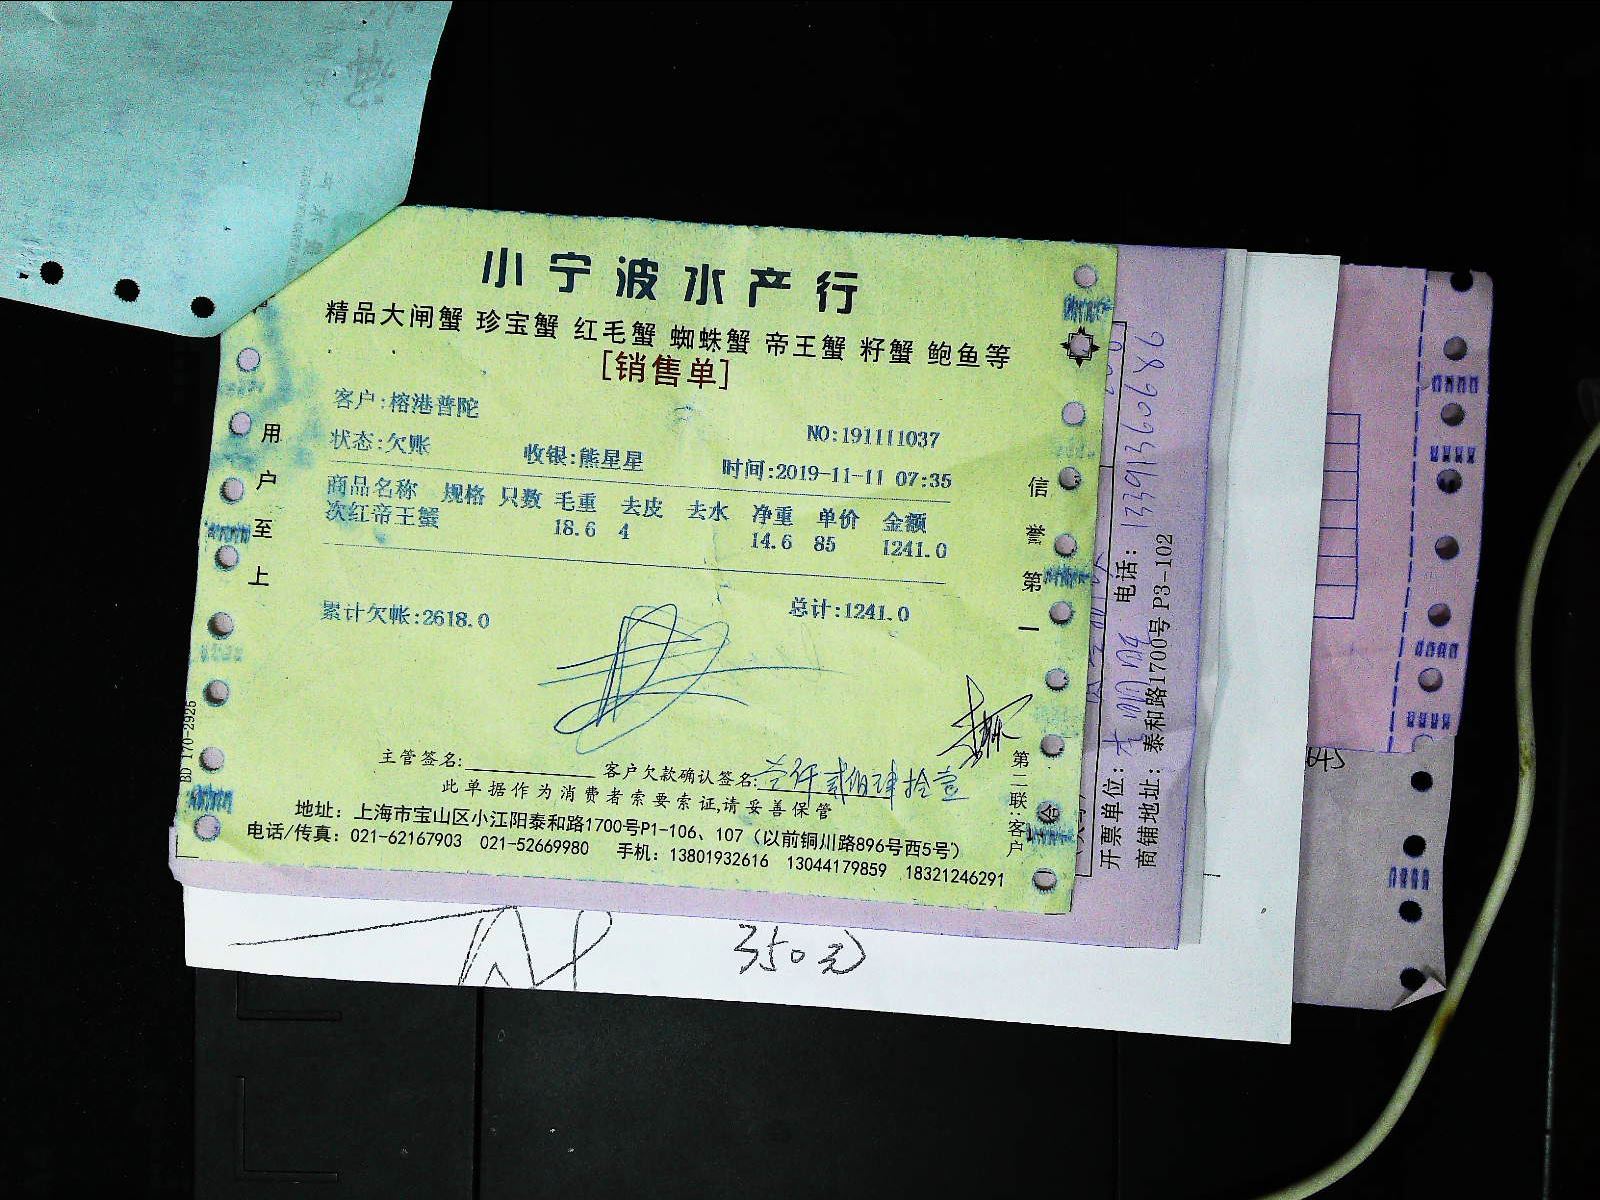 小宁波水产行
精品大闸蟹 珍宝蟹 红毛蟹 蜘蛛蟹 帝王蟹 籽蟹 鲍鱼等
[销售单]
客户:榕港普陀
NO:191111037
状态:欠账 收银:熊星星 时间:2019-11-11 07:35
商品名称 规格 只数 毛重 去皮 去水 净重 单价 金额
次红帝王蟹 18.6 4 14.6 85 1241.0
累计欠帐:2618.0 总计:1241.0
主管签名: 客户欠款确认签名:壹仟贰佰肆拾壹
此单据作为消费者索要索证,请妥善保管
地址：上海市宝山区小江阳泰和路1700号P1-106、107（以前铜川路896号西5号）
电话/传真：021-62167903 021-52669980 手机：13801932616 13044179859 18321246291
用户至上
信誉第一
第二联:客户
BD 170-2925
开票单位: 电话: 13391360686
商铺地址: 泰和路1700号 P3-102
350元
645